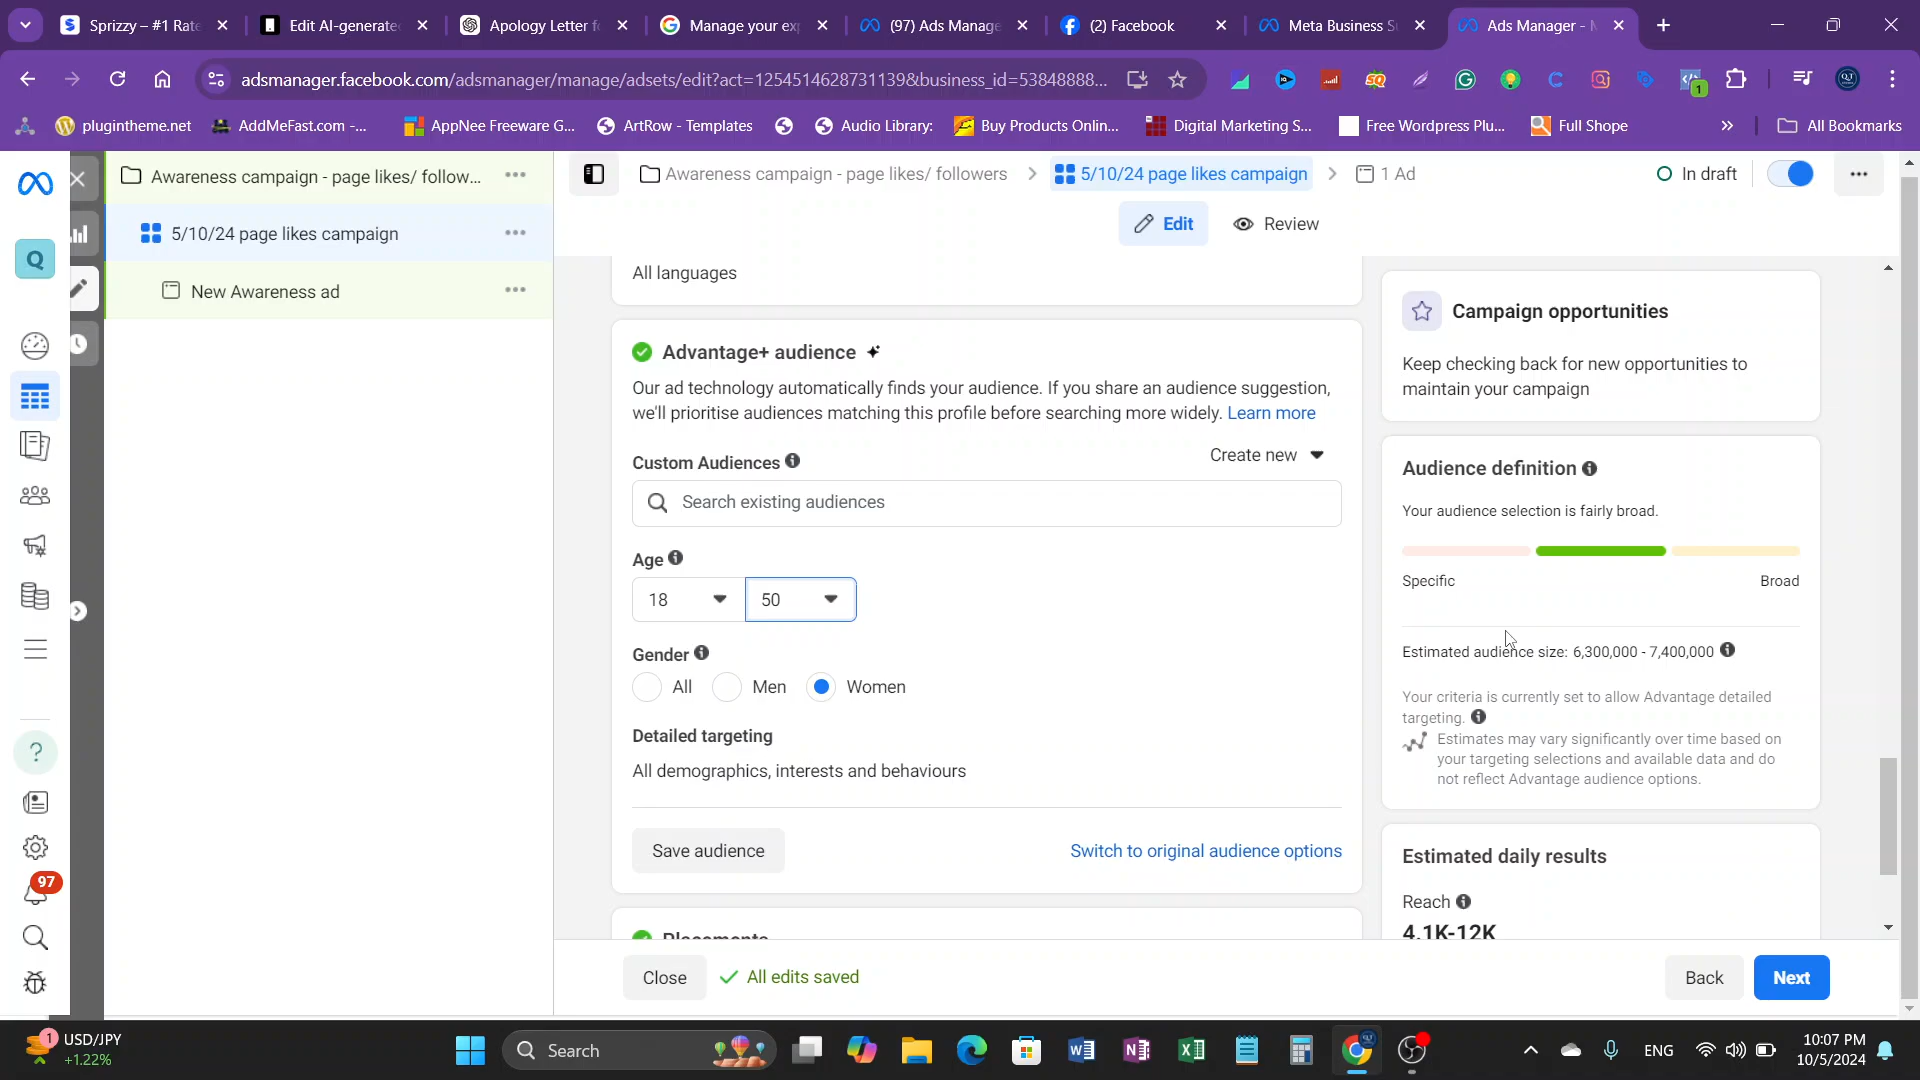 Sprizzy – #1 Rate
Edit AI-generate
Apology Letter f
Manage your ex
(97) Ads Manage
(2) Facebook
Meta Business S
Ads Manager - M
adsmanager.facebook.com/adsmanager/manage/adsets/edit?act=1254514628731139&business_id=53848888...
1
plugintheme.net
AddMeFast.com -...
AppNee Freeware G...
ArtRow - Templates
Audio Library:
Buy Products Onlin...
Digital Marketing S...
Free Wordpress Plu...
Full Shope
All Bookmarks
Awareness campaign - page likes/ follow...
Awareness campaign - page likes/ followers
5/10/24 page likes campaign
1 Ad
In draft
Edit
Review
5/10/24 page likes campaign
New Awareness ad
Q
97
All languages
Advantage+ audience
Our ad technology automatically finds your audience. If you share an audience suggestion,
we'll prioritise audiences matching this profile before searching more widely. Learn more
Custom Audiences
Create new
Search existing audiences
Age
18
50
Gender
All
Men
Women
Detailed targeting
All demographics, interests and behaviours
Save audience
Switch to original audience options
Placements
Campaign opportunities
Keep checking back for new opportunities to
maintain your campaign
Audience definition
Your audience selection is fairly broad.
Specific
Broad
Estimated audience size: 6,300,000 - 7,400,000
Your criteria is currently set to allow Advantage detailed
targeting.
Estimates may vary significantly over time based on
your targeting selections and available data and do
not reflect Advantage audience options.
Estimated daily results
Reach
4.1K-12K
Close
All edits saved
Back
Next
1
USD/JPY
+1.22%
Search
ENG
10:07 PM
10/5/2024